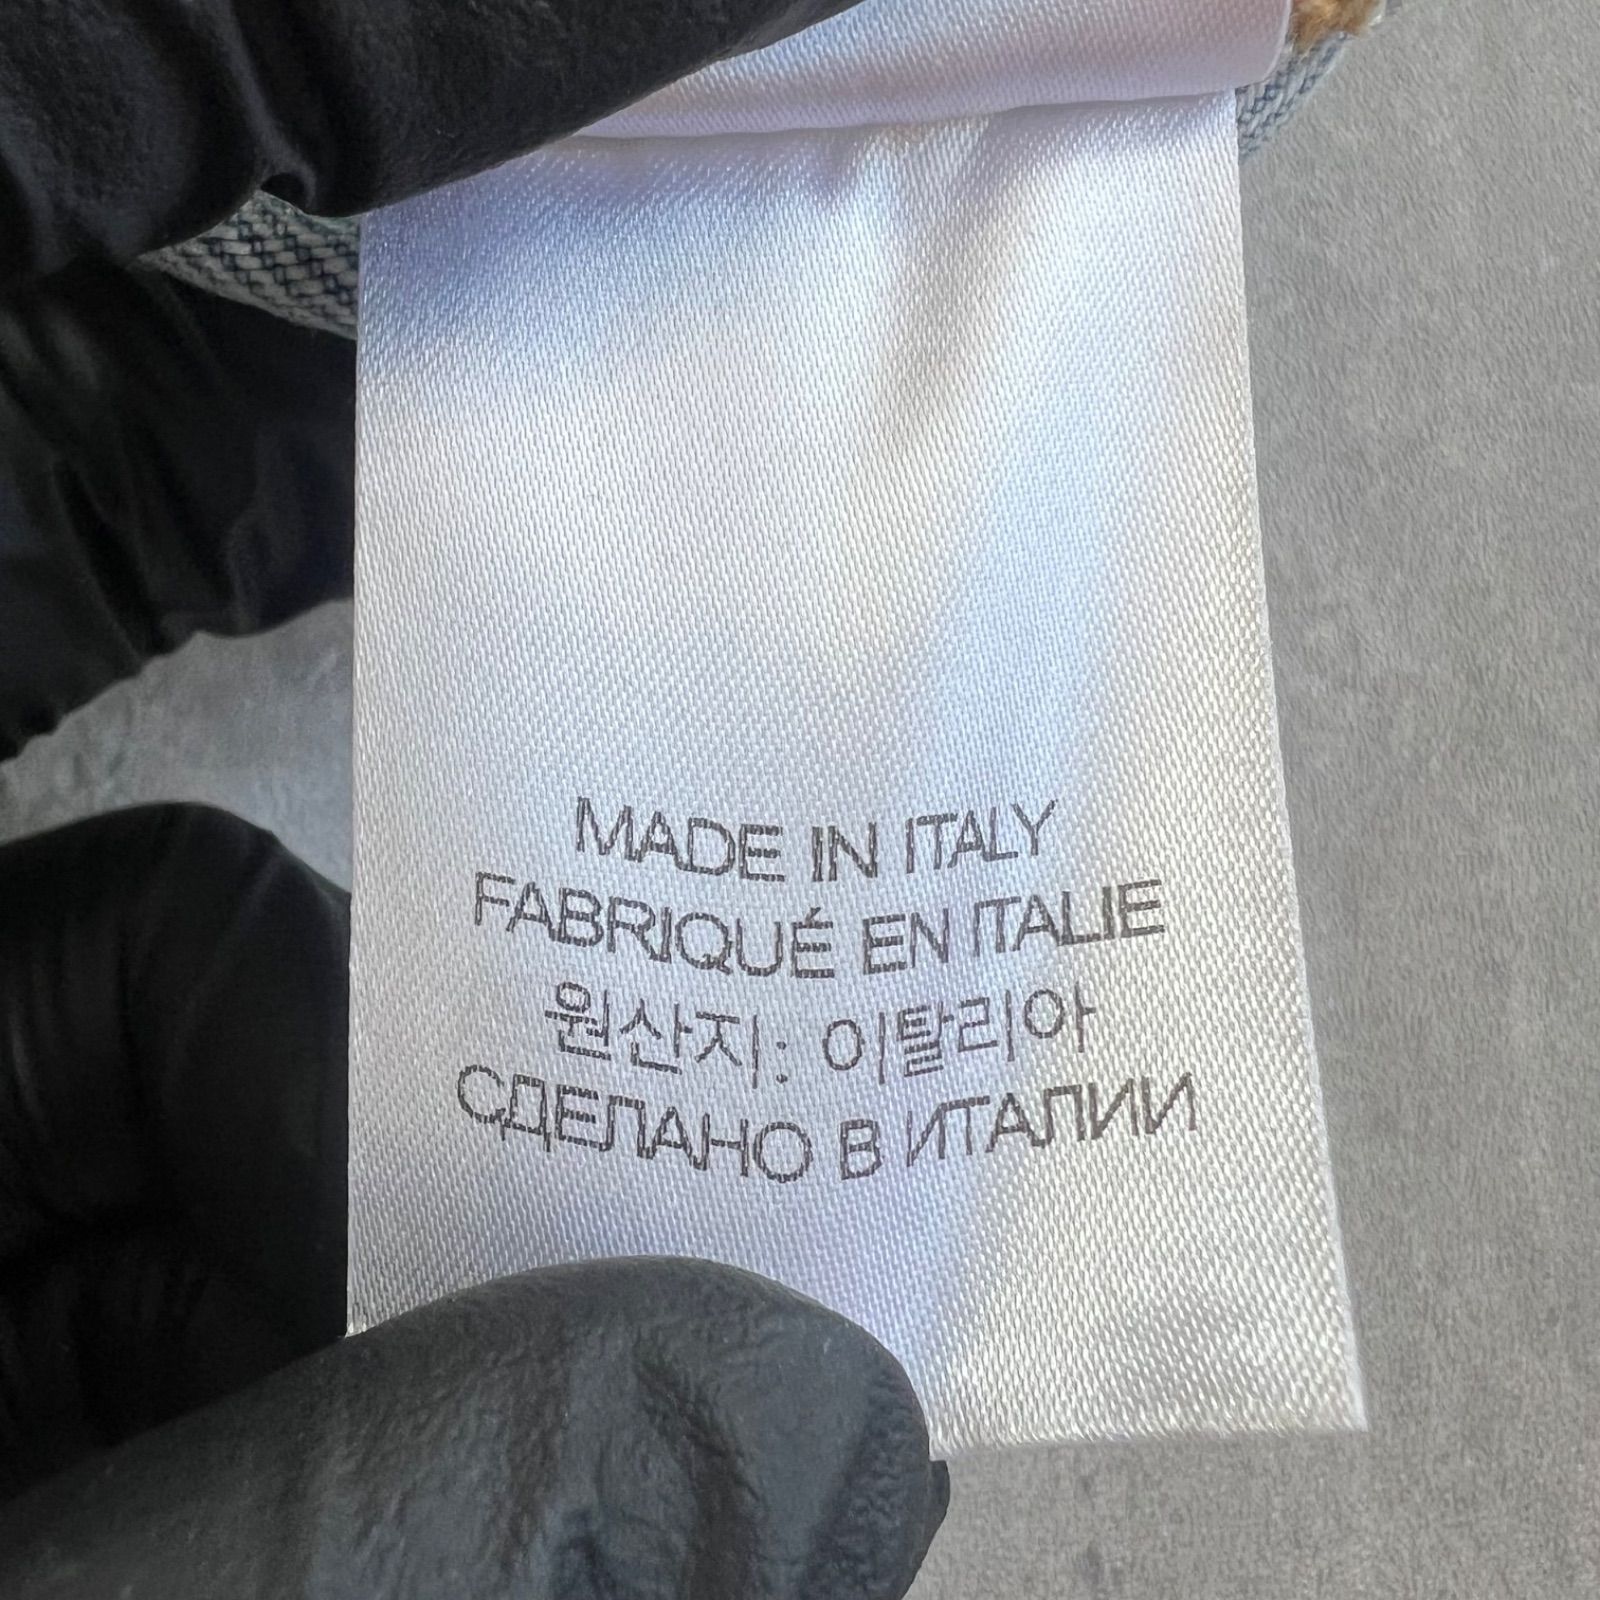 MADE IN ITALY
FABRIQUÉ EN ITALIE
원산지: 이탈리아
СДЕЛАНО В ИТАЛИИ